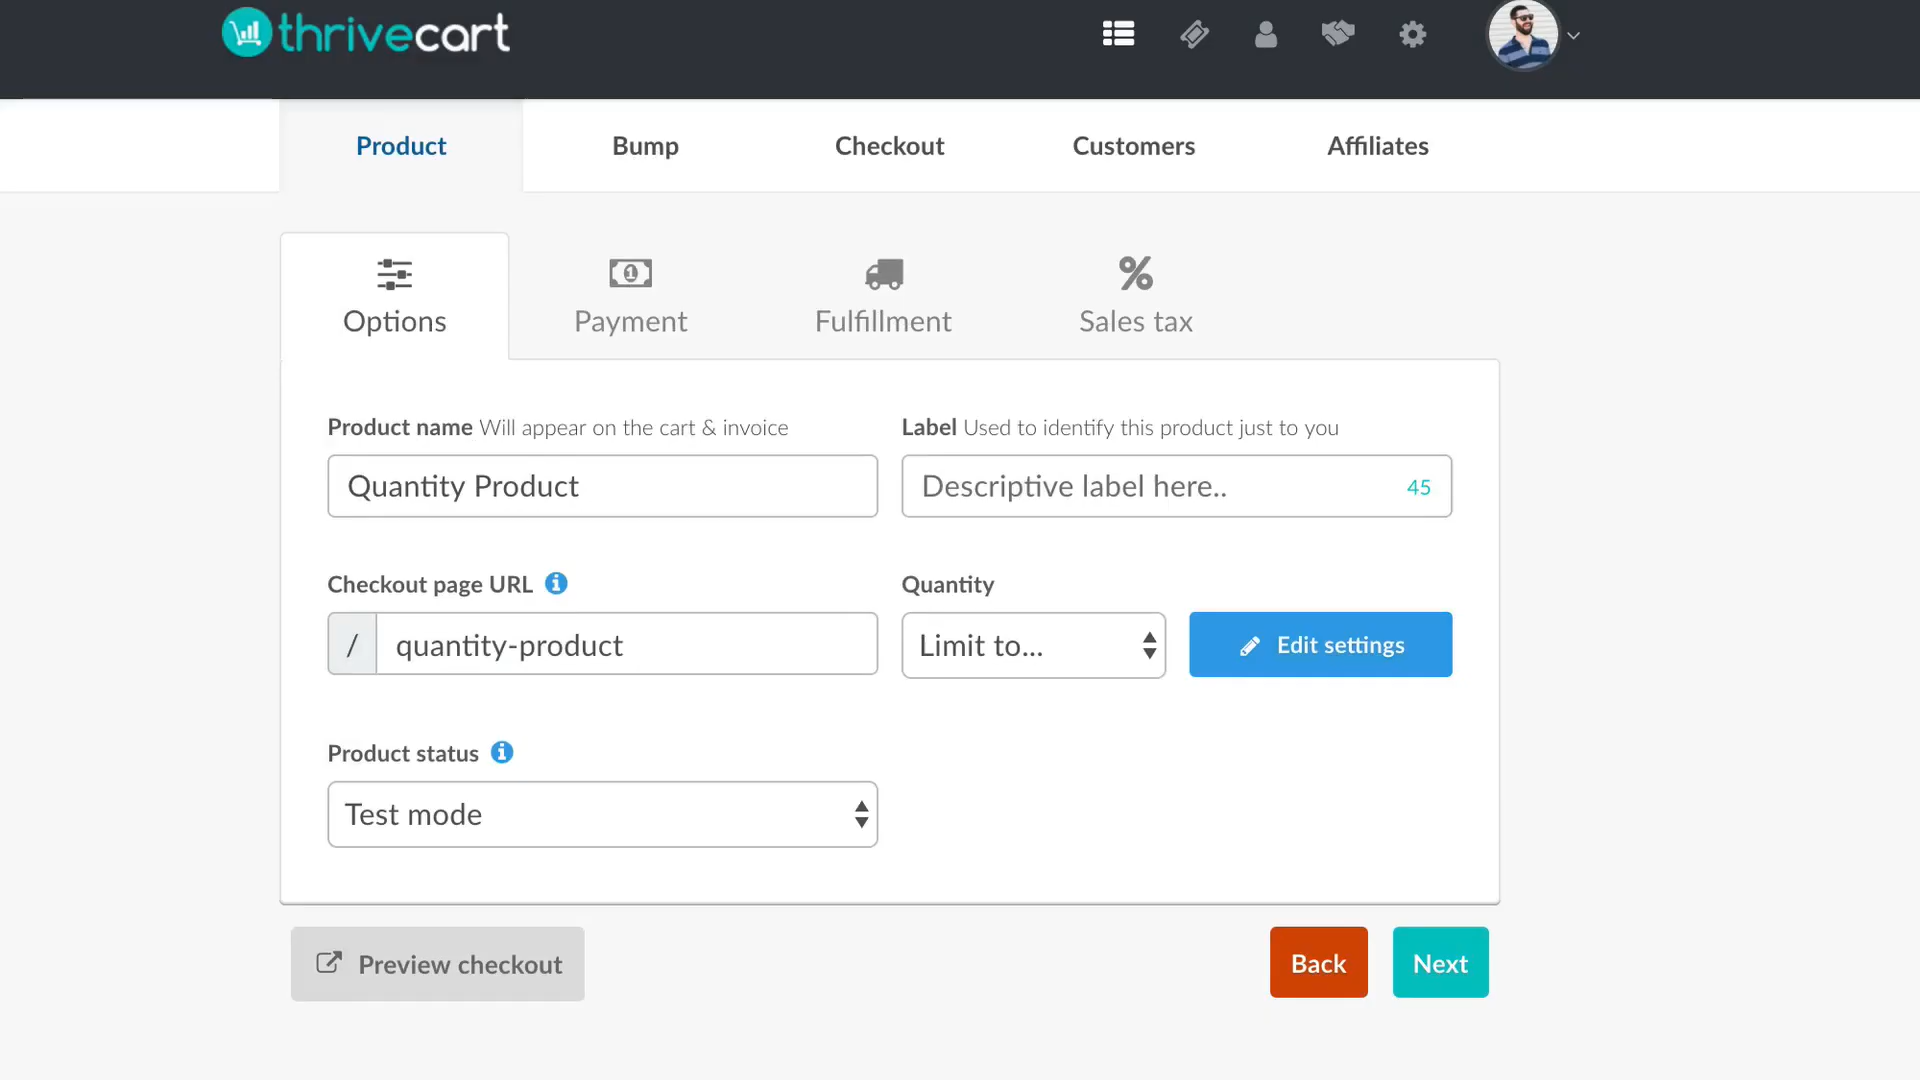 thrivecart
Product Bump Checkout Customers Affiliates
Options Payment Fulfillment Sales tax
Product name Will appear on the cart & invoice
Label Used to identify this product just to you
Quantity Product
Descriptive label here.. 45
Checkout page URL
Quantity
/ quantity-product
Limit to...
Edit settings
Product status
Test mode
Preview checkout
Back
Next